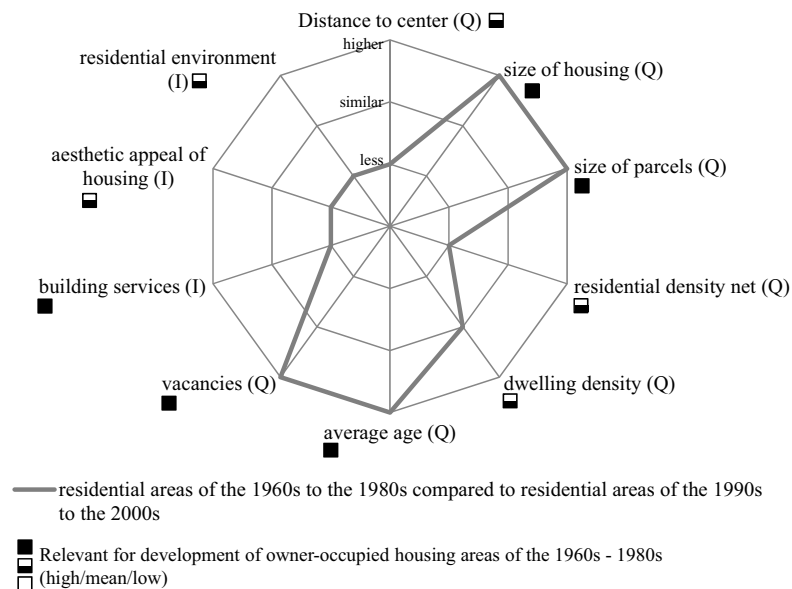 Distance to center (Q)
higher
similar
less
size of housing (Q)
size of parcels (Q)
residential density net (Q)
dwelling density (Q)
average age (Q)
vacancies (Q)
building services (I)
aesthetic appeal of
housing (I)
residential environment
(I)
residential areas of the 1960s to the 1980s compared to residential areas of the 1990s
to the 2000s
Relevant for development of owner-occupied housing areas of the 1960s - 1980s
(high/mean/low)